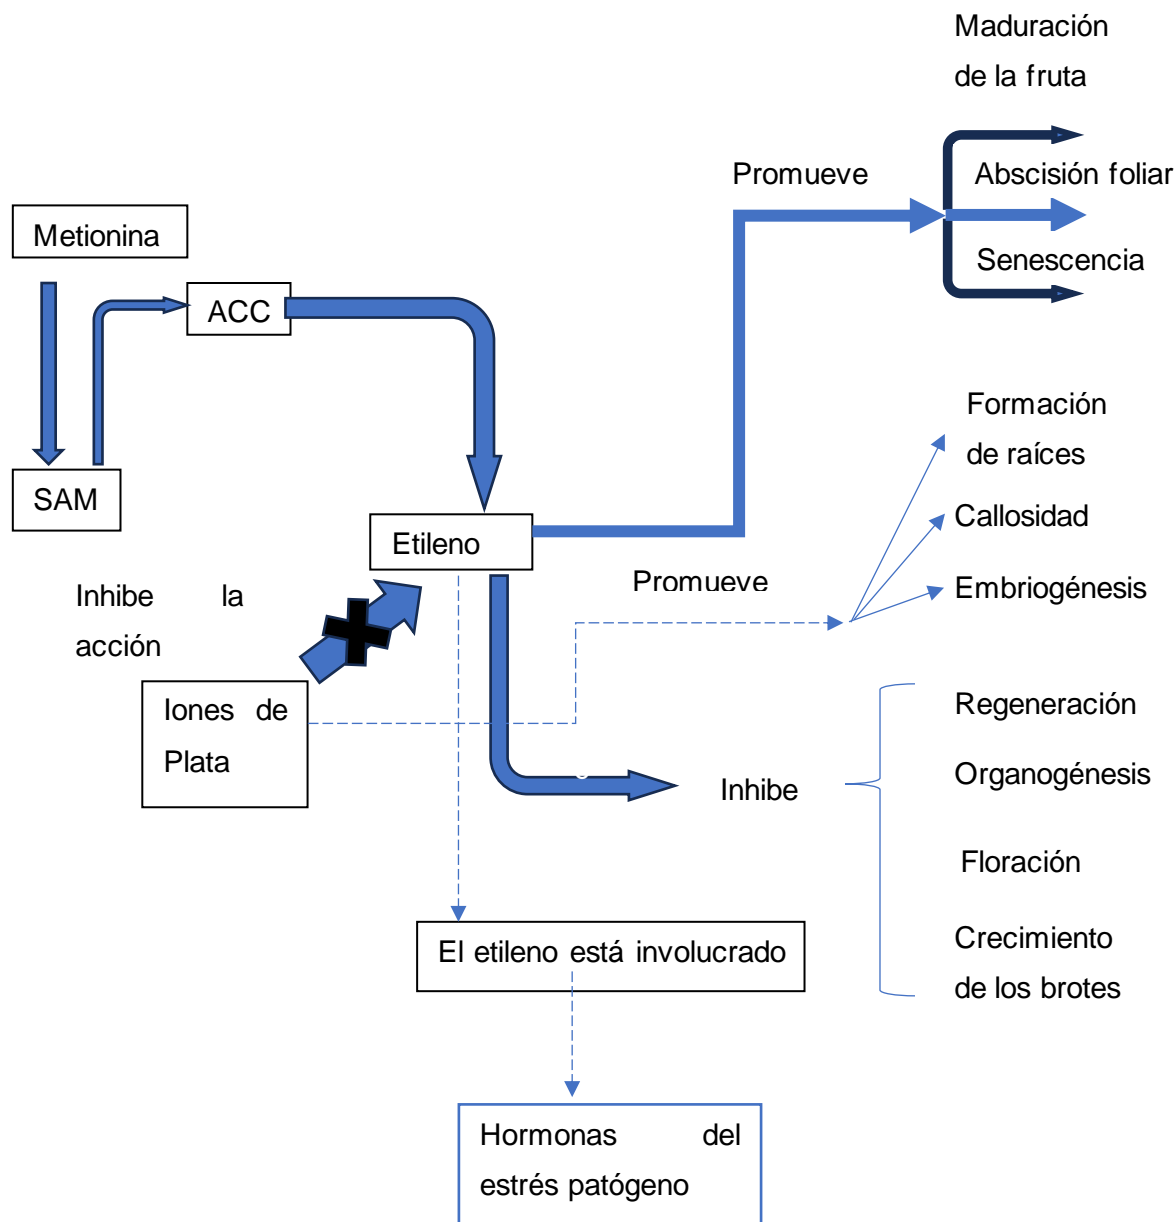 Maduración
de la fruta
Promueve
Abscisión foliar
Metionina
Senescencia
ACC
Formación
de raíces
SAM
Callosidad
Etileno
Promueve
Embriogénesis
Inhibe la
acción
Iones de
Plata
Regeneración
Organogénesis
Inhibe
Floración
Crecimiento
de los brotes
El etileno está involucrado
Hormonas del
estrés patógeno